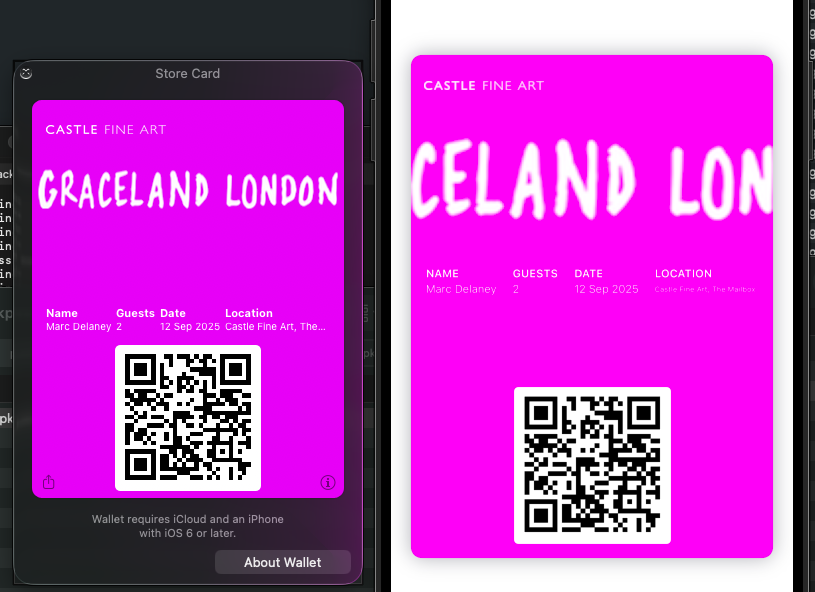 Store Card
CASTLE FINE ART
GRACELAND LONDON
Name Guests Date Location
Marc Delaney 2 12 Sep 2025 Castle Fine Art, The...
Wallet requires iCloud and an iPhone
with iOS 6 or later.
About Wallet
CASTLE FINE ART
CELAND LON
NAME GUESTS DATE LOCATION
Marc Delaney 2 12 Sep 2025 Castle Fine Art, The Mailbox